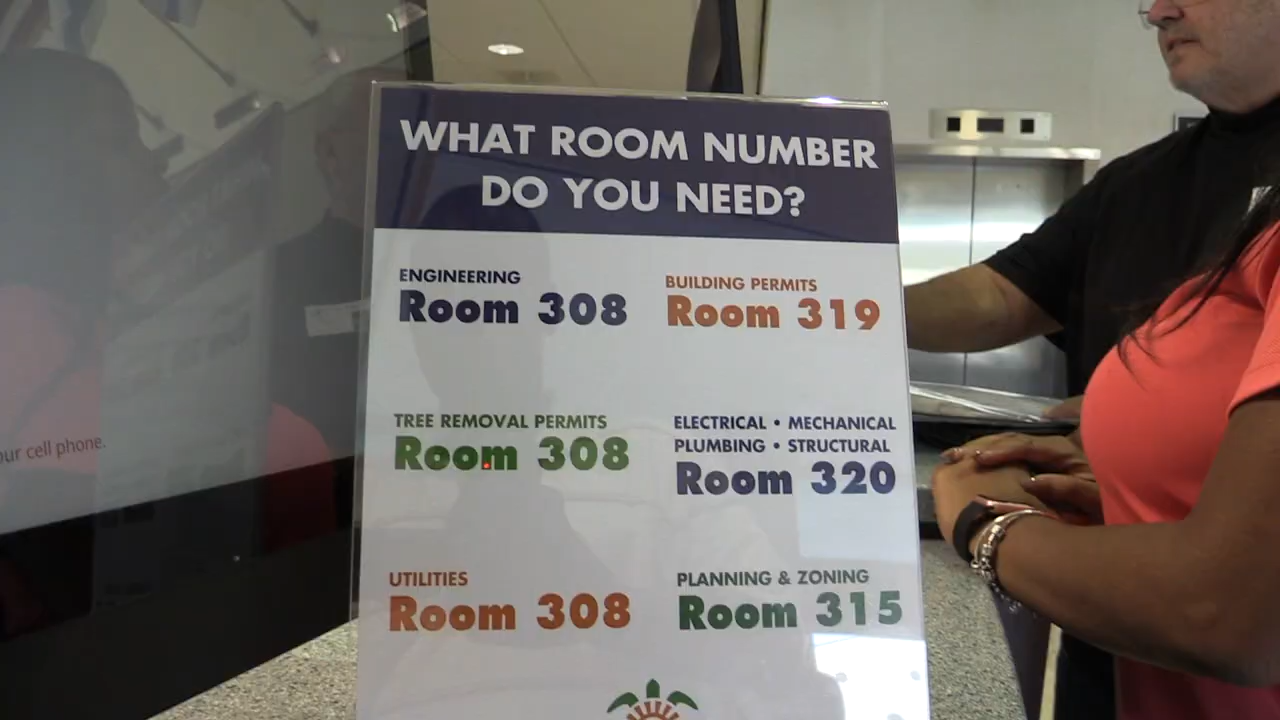 WHAT ROOM NUMBER
DO YOU NEED?
ENGINEERING
Room 308
BUILDING PERMITS
Room 319
TREE REMOVAL PERMITS
Room 308
ELECTRICAL • MECHANICAL
PLUMBING • STRUCTURAL
Room 320
UTILITIES
Room 308
PLANNING & ZONING
Room 315
cell phone.